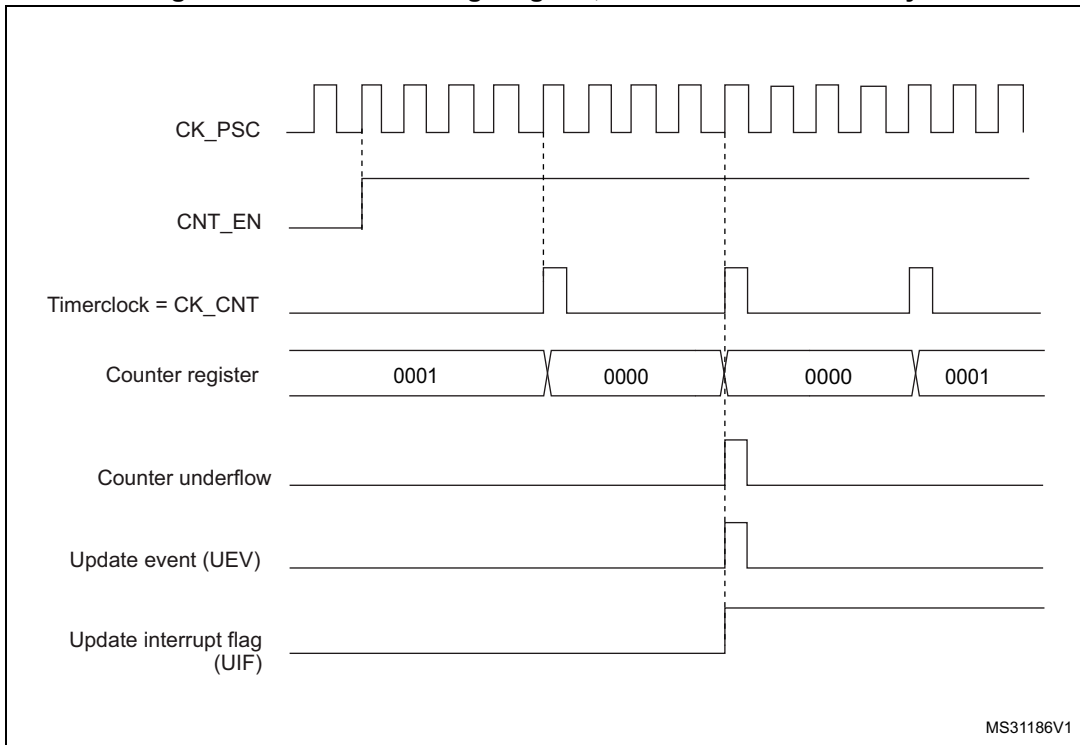 CK_PSC
CNT_EN
Timerclock = CK_CNT
Counter register
0001
0000
0000
0001
Counter underflow
Update event (UEV)
Update interrupt flag
(UIF)
MS31186V1